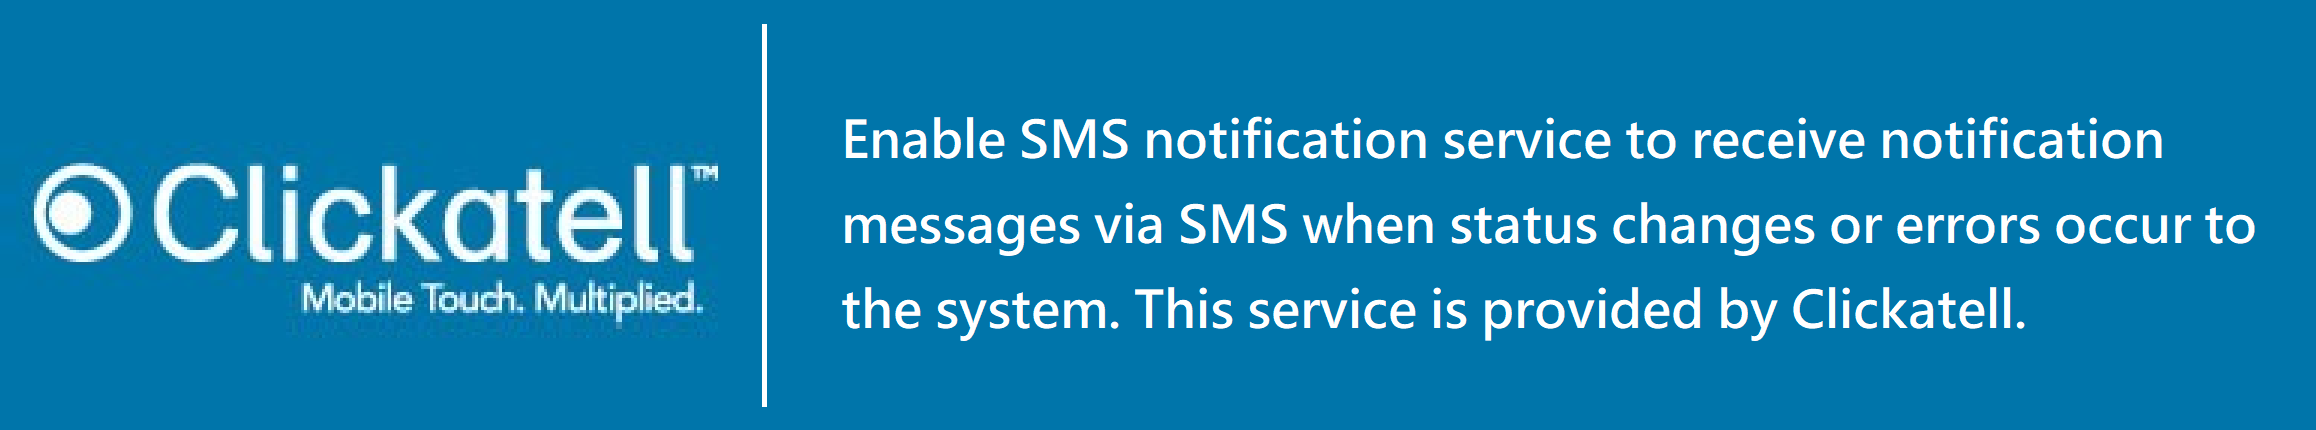 Clickatell™
Mobile Touch. Multiplied.
Enable SMS notification service to receive notification
messages via SMS when status changes or errors occur to
the system. This service is provided by Clickatell.